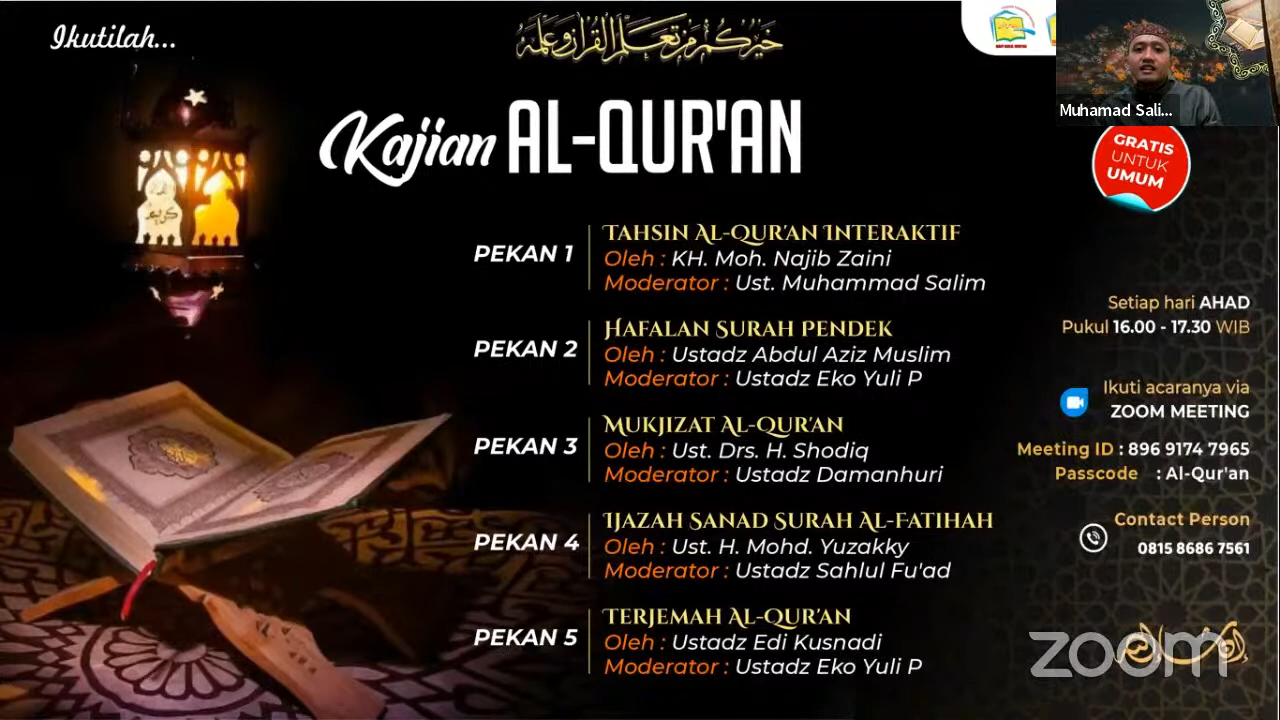 Ikutilah...
خيركم من تعلم القرآن وعلمه
Muhamad Sali...
Kajian AL-QUR'AN
GRATIS
UNTUK
UMUM
PEKAN 1
TAHSIN AL-QUR'AN INTERAKTIF
Oleh : KH. Moh. Najib Zaini
Moderator : Ust. Muhammad Salim
PEKAN 2
HAFALAN SURAH PENDEK
Oleh : Ustadz Abdul Aziz Muslim
Moderator : Ustadz Eko Yuli P
PEKAN 3
MUKJIZAT AL-QUR'AN
Oleh : Ust. Drs. H. Shodiq
Moderator : Ustadz Damanhuri
PEKAN 4
IJAZAH SANAD SURAH AL-FATIHAH
Oleh : Ust. H. Mohd. Yuzakky
Moderator : Ustadz Sahlul Fu'ad
PEKAN 5
TERJEMAH AL-QUR'AN
Oleh : Ustadz Edi Kusnadi
Moderator : Ustadz Eko Yuli P
Setiap hari AHAD
Pukul 16.00 - 17.30 WIB
Ikuti acaranya via
ZOOM MEETING
Meeting ID : 896 9174 7965
Passcode : Al-Qur'an
Contact Person
0815 8686 7561
zoom